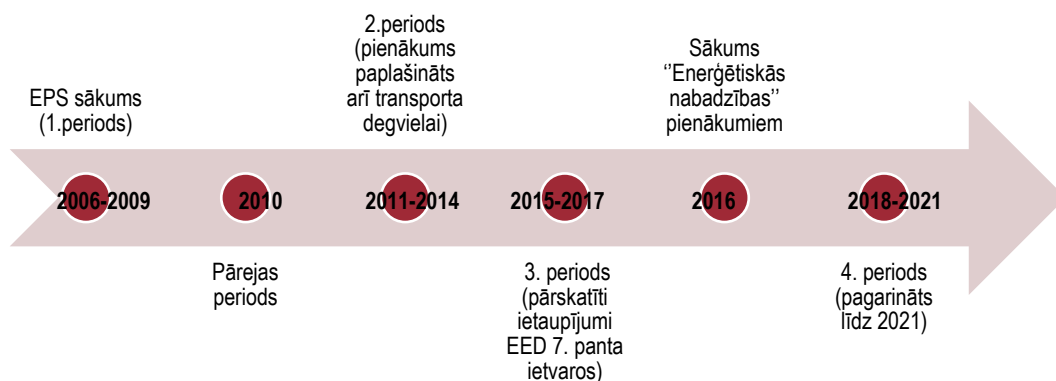 EPS sākums
(1.periods)
2006-2009
2010
Pārejas
periods
2.periods
(pienākums
paplašināts
arī transporta
degvielai)
2011-2014
2015-2017
3. periods
(pārskatīti
ietaupījumi
EED 7. panta
ietvaros)
Sākums
‘’Enerģētiskās
nabadzības’’
pienākumiem
2016
2018-2021
4. periods
(pagarināts
līdz 2021)